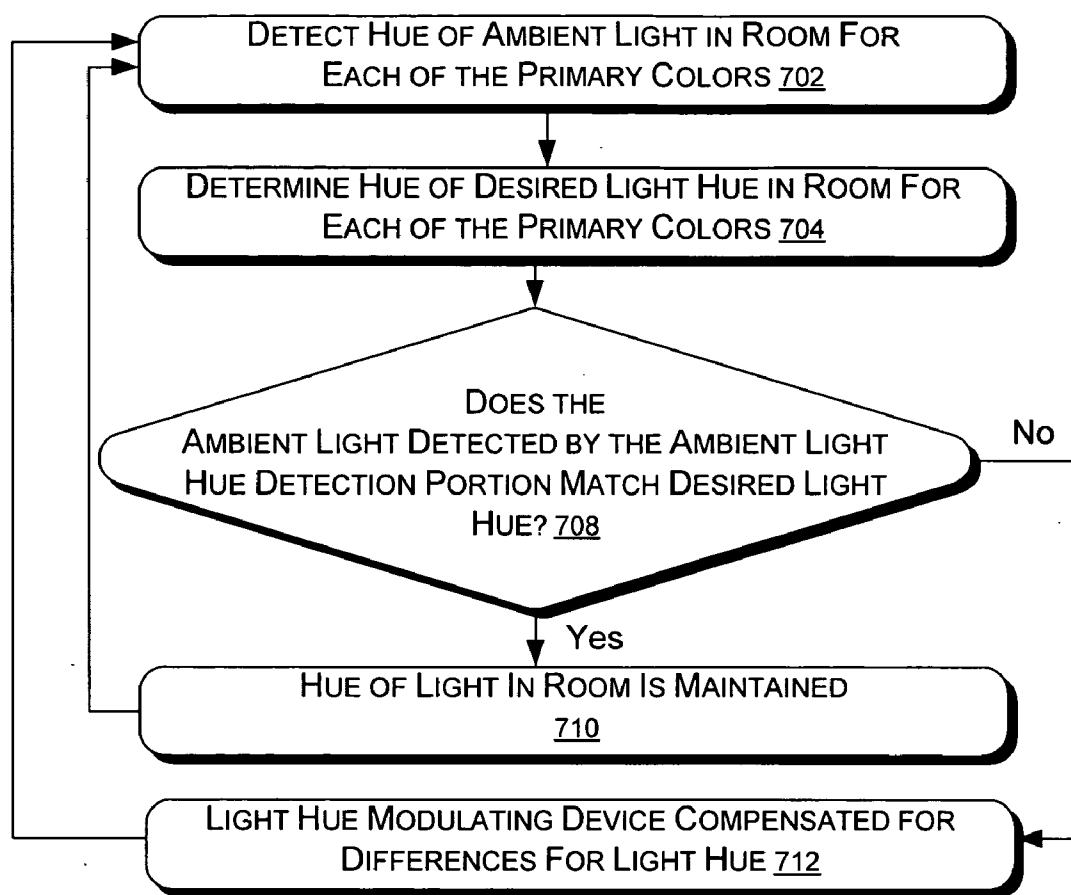 DETECT HUE OF AMBIENT LIGHT IN ROOM FOR
EACH OF THE PRIMARY COLORS 702
DETERMINE HUE OF DESIRED LIGHT HUE IN ROOM FOR
EACH OF THE PRIMARY COLORS 704
DOES THE
AMBIENT LIGHT DETECTED BY THE AMBIENT LIGHT
HUE DETECTION PORTION MATCH DESIRED LIGHT
HUE? 708
No
Yes
HUE OF LIGHT IN ROOM IS MAINTAINED
710
LIGHT HUE MODULATING DEVICE COMPENSATED FOR
DIFFERENCES FOR LIGHT HUE 712